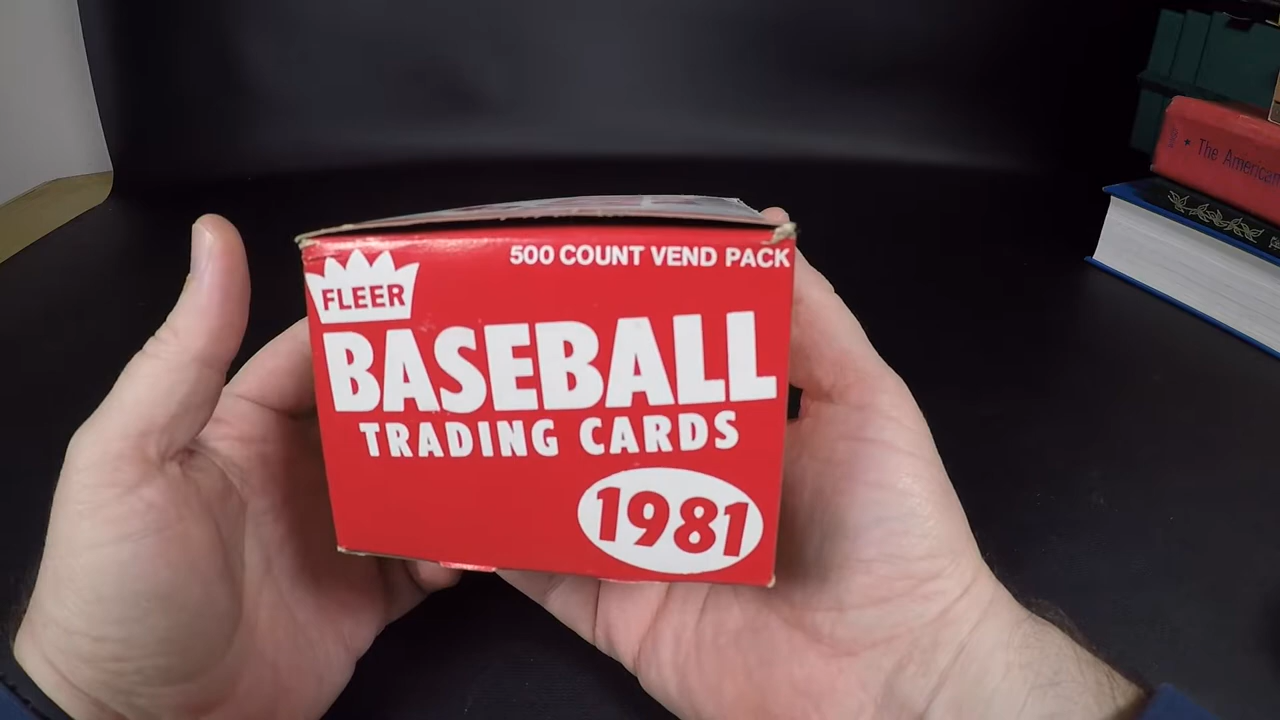 500 COUNT VEND PACK
FLEER
BASEBALL
TRADING CARDS
1981
The American